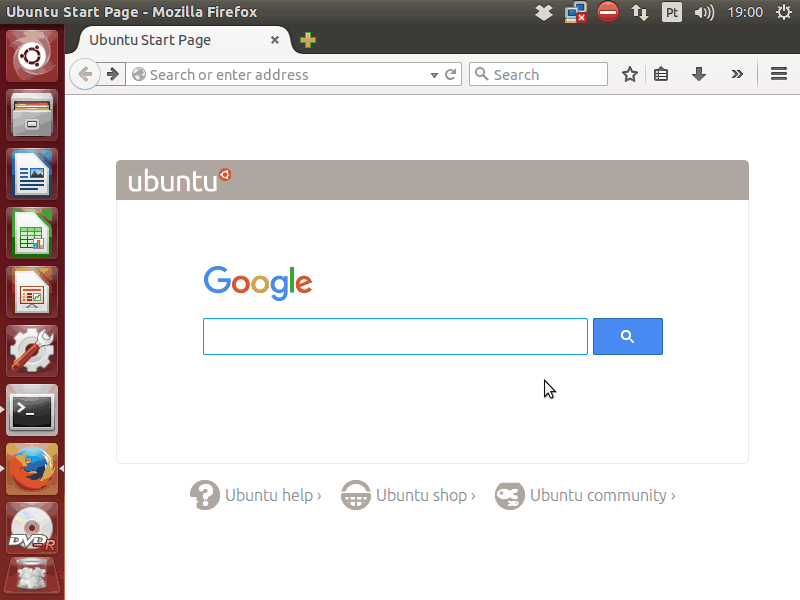 Ubuntu Start Page - Mozilla Firefox
Pt
19:00
Ubuntu Start Page
Search or enter address
Search
ubuntu
Google
>_
Ubuntu help ›
Ubuntu shop ›
Ubuntu community ›
DVD-R